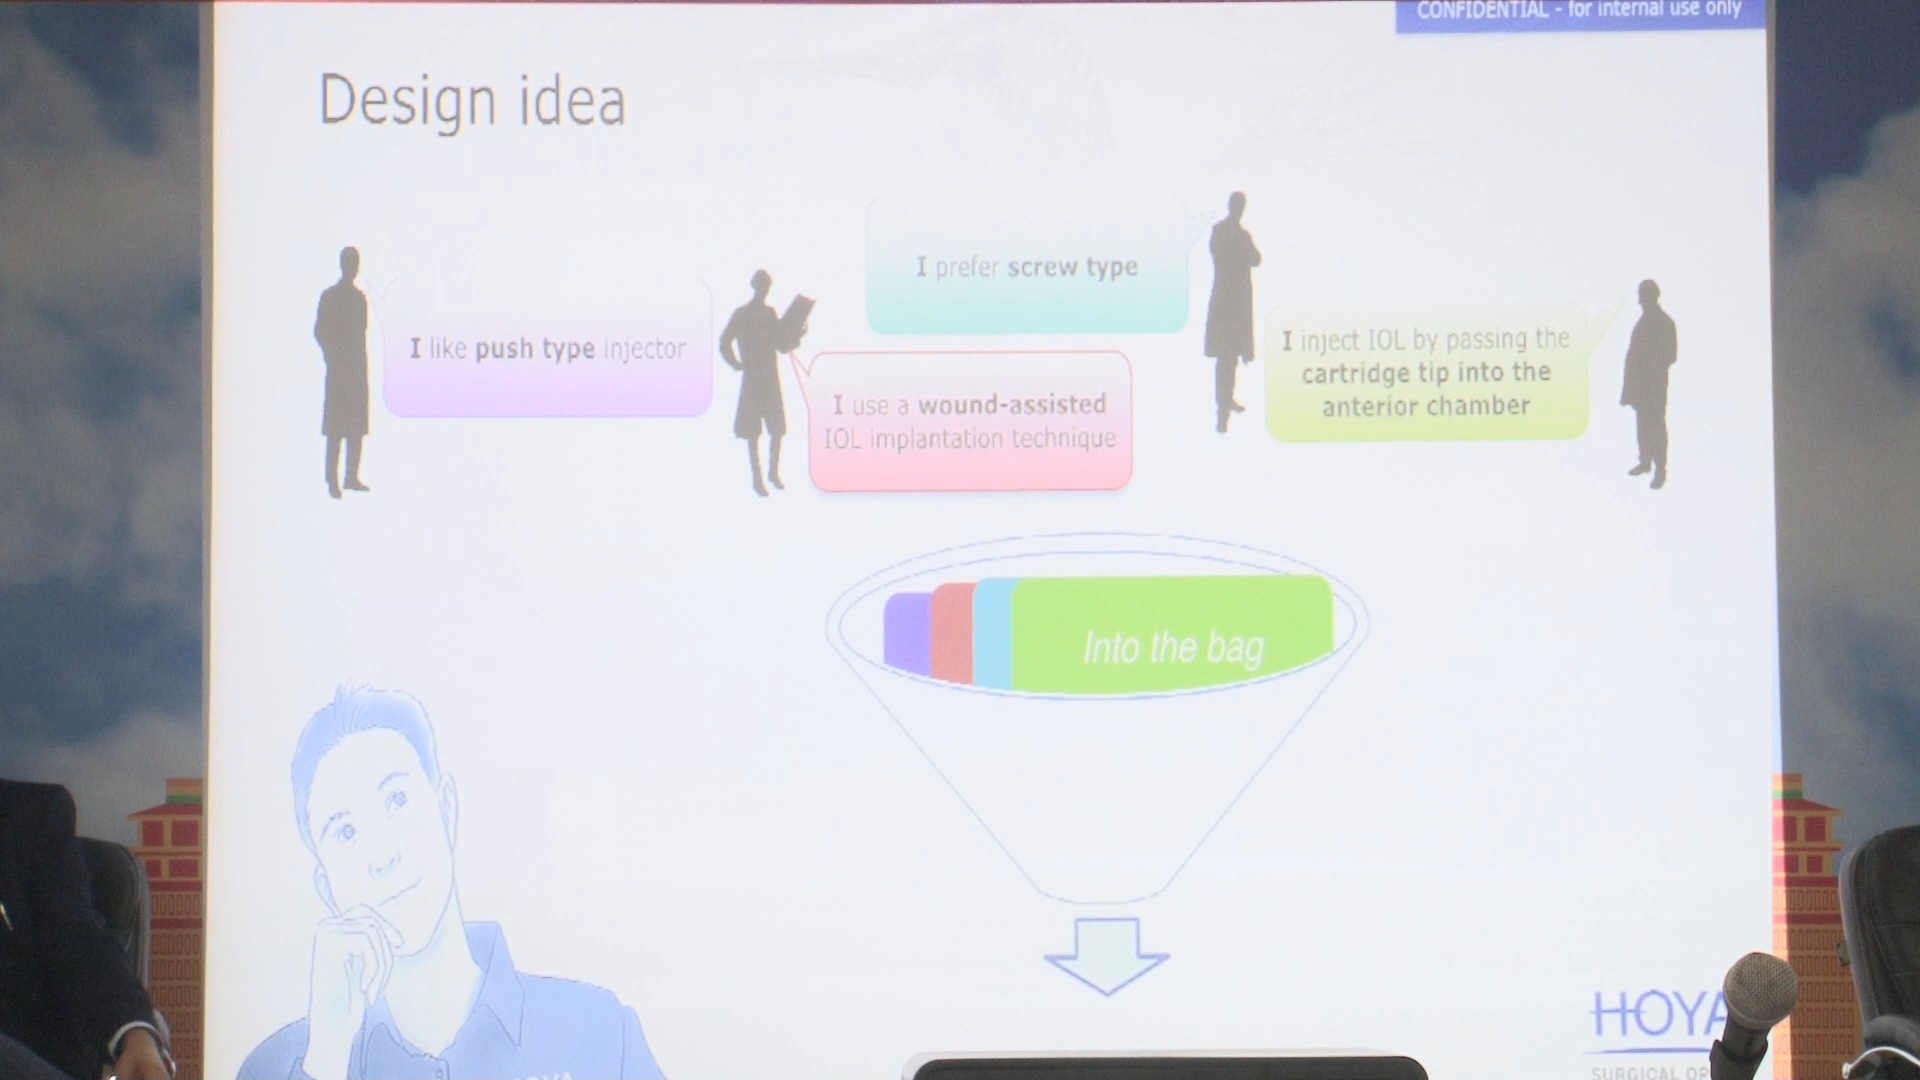 CONFIDENTIAL - for internal use only
Design idea
I prefer screw type
I like push type injector
I use a wound-assisted
IOL implantation technique
I inject IOL by passing the
cartridge tip into the
anterior chamber
Into the bag
HOYA
SURGICAL